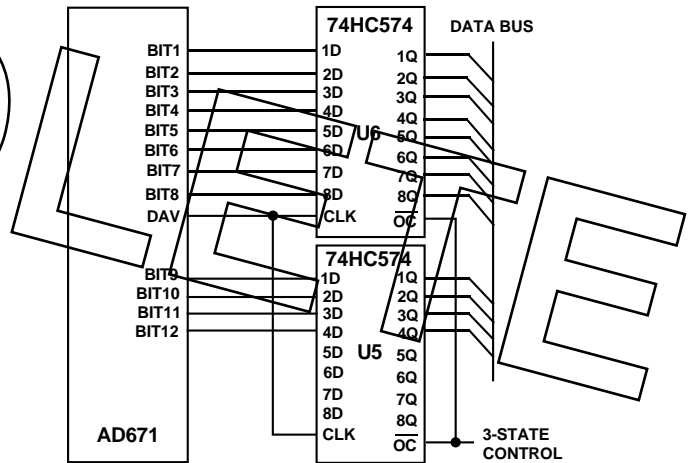 74HC574
DATA BUS
BIT1
BIT2
BIT3
BIT4
BIT5
BIT6
BIT7
BIT8
DAV
BIT9
BIT10
BIT11
BIT12
AD671
1D
2D
3D
4D
5D
6D
7D
8D
CLK
U6
1Q
2Q
3Q
4Q
5Q
6Q
7Q
8Q
OC
74HC574
1D
2D
3D
4D
5D
6D
7D
8D
CLK
U5
1Q
2Q
3Q
4Q
5Q
6Q
7Q
8Q
OC
3-STATE
CONTROL
LETE